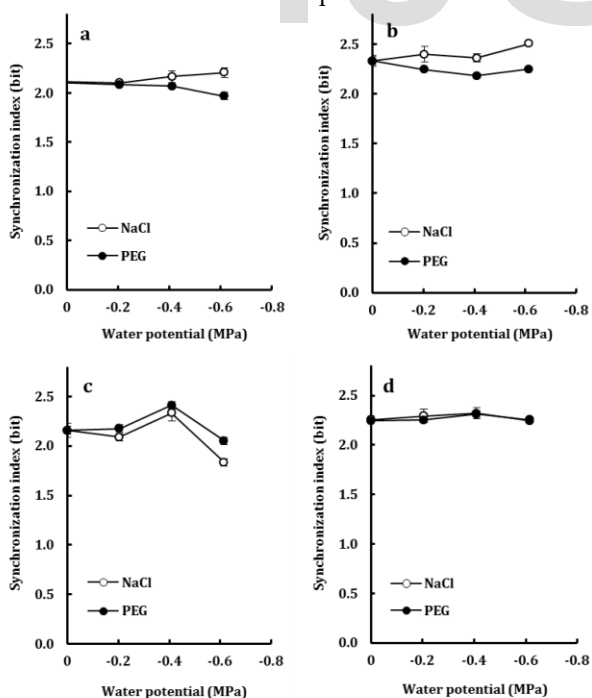 a
Synchronization index (bit)
2.5
2.0
1.5
1.0
0.5
0.0
NaCl
PEG
0 -0.2 -0.4 -0.6 -0.8
Water potential (MPa)
b
Synchronization index (bit)
2.5
2.0
1.5
1.0
0.5
0.0
NaCl
PEG
0 -0.2 -0.4 -0.6 -0.8
Water potential (MPa)
c
Synchronization index (bit)
2.5
2.0
1.5
1.0
0.5
0.0
NaCl
PEG
0 -0.2 -0.4 -0.6 -0.8
Water potential (MPa)
d
Synchronization index (bit)
2.5
2.0
1.5
1.0
0.5
0.0
NaCl
PEG
0 -0.2 -0.4 -0.6 -0.8
Water potential (MPa)